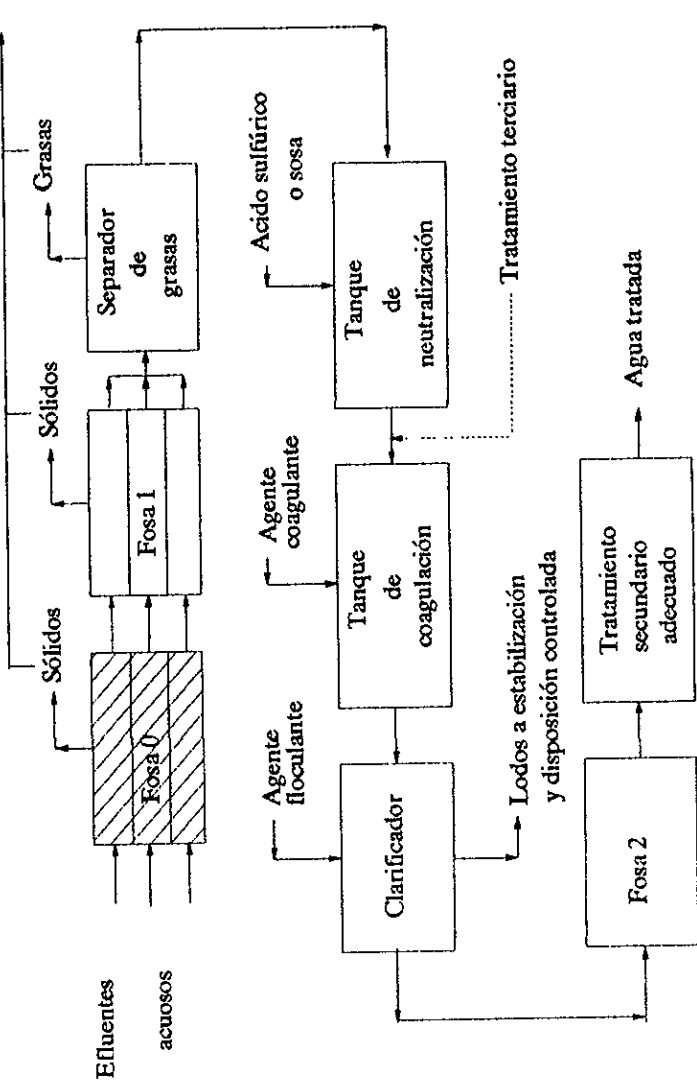 Efluentes
acuosos
Fosa 0
Sólidos
Fosa 1
Sólidos
Separador
de
grasas
Grasas
Acido sulfúrico
o sosa
Tanque
de
neutralización
Tratamiento terciario
Agente
coagulante
Tanque
de
coagulación
Agente
floculante
Clarificador
Lodos a estabilización
y disposición controlada
Fosa 2
Tratamiento
secundario
adecuado
Agua tratada